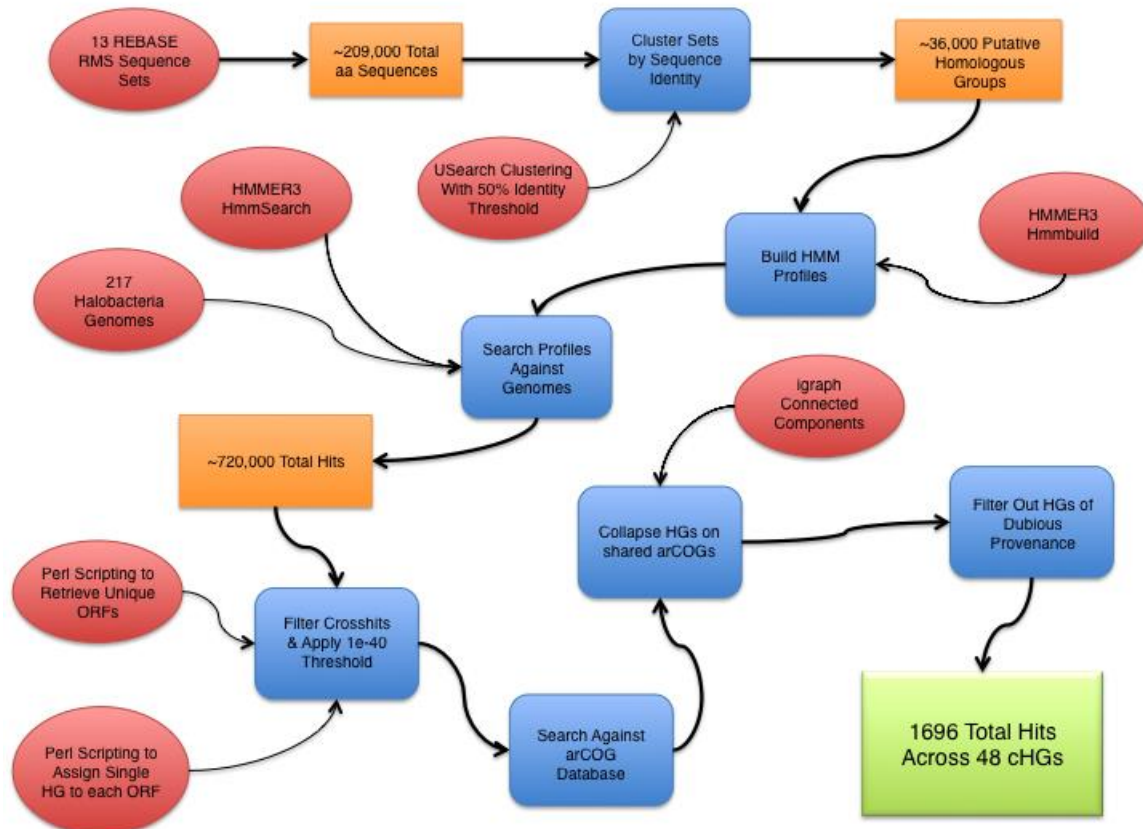 13 REBASE
RMS Sequence
Sets
~209,000 Total
aa Sequences
Cluster Sets
by Sequence
Identity
~36,000 Putative
Homologous
Groups
USearch Clustering
With 50% Identity
Threshold
HMMER3
HmmSearch
HMMER3
Hmmbuild
Build HMM
Profiles
217
Halobacteria
Genomes
Search Profiles
Against
Genomes
igraph
Connected
Components
~720,000 Total Hits
Collapse HGs on
shared arCOGs
Filter Out HGs of
Dubious
Provenance
Perl Scripting to
Retrieve Unique
ORFs
Filter Crosshits
& Apply 1e-40
Threshold
Search Against
arCOG
Database
Perl Scripting to
Assign Single
HG to each ORF
1696 Total Hits
Across 48 cHGs